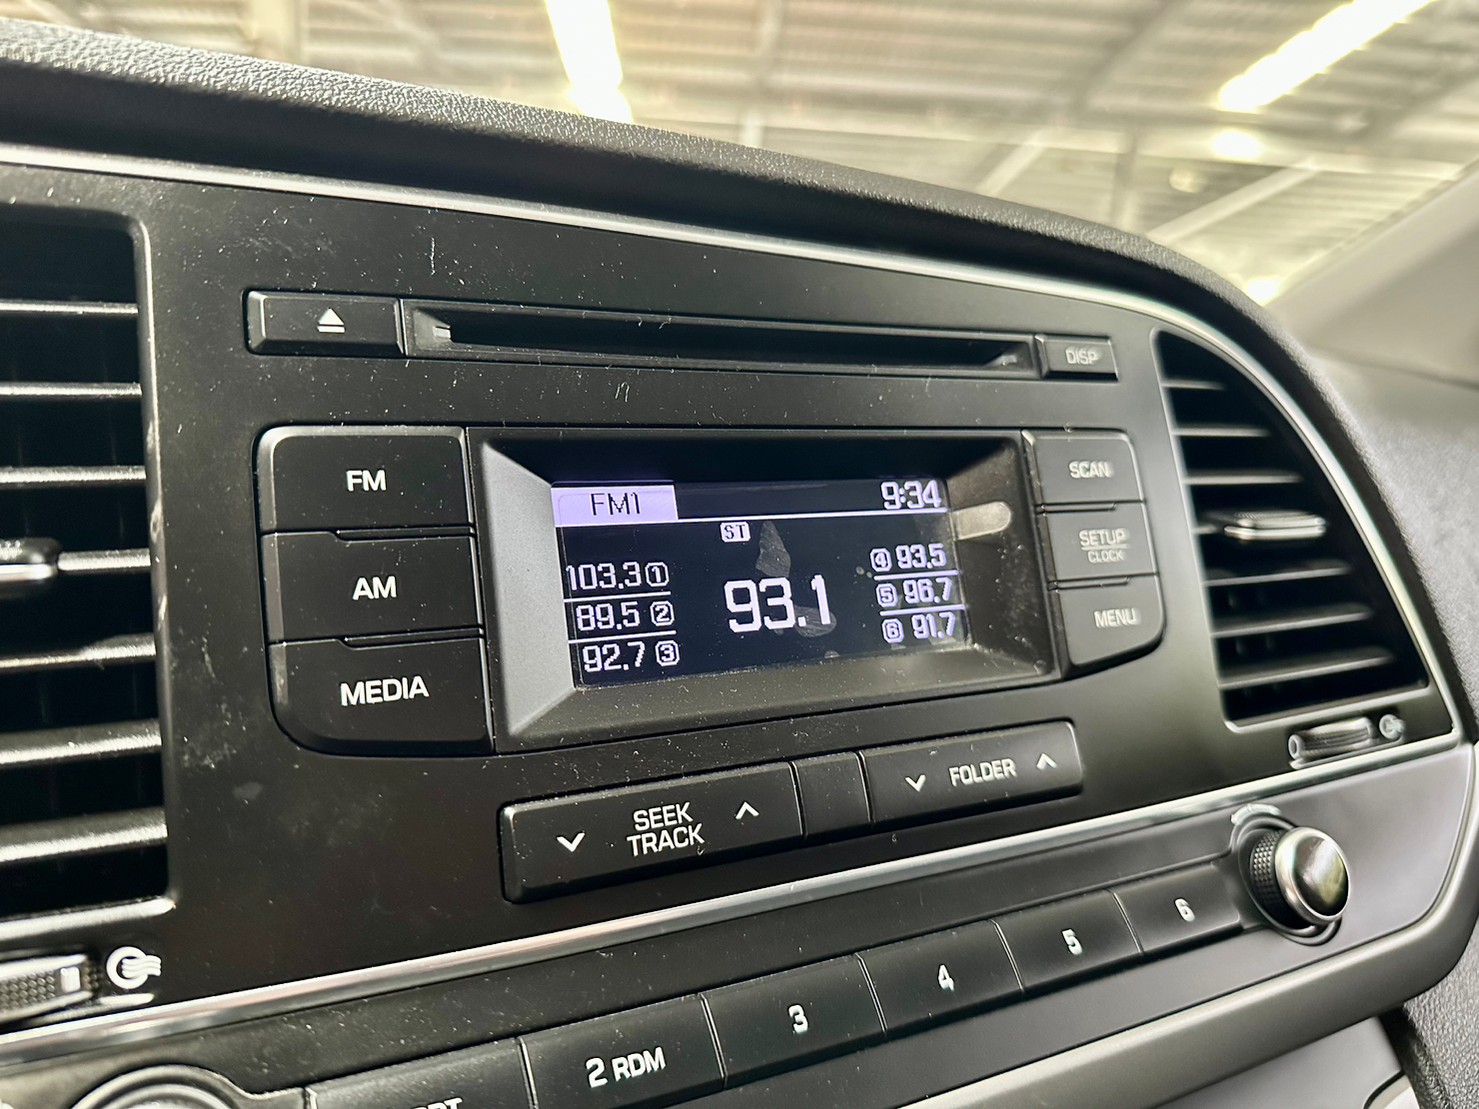 DISP
FM
AM
MEDIA
FM1
9:34
ST
103.3 1
89.5 2
92.7 3
93.1
4 93.5
5 96.7
6 91.7
SCAN
SETUP
CLOCK
MENU
SEEK
TRACK
FOLDER
2 RDM
3
4
5
6